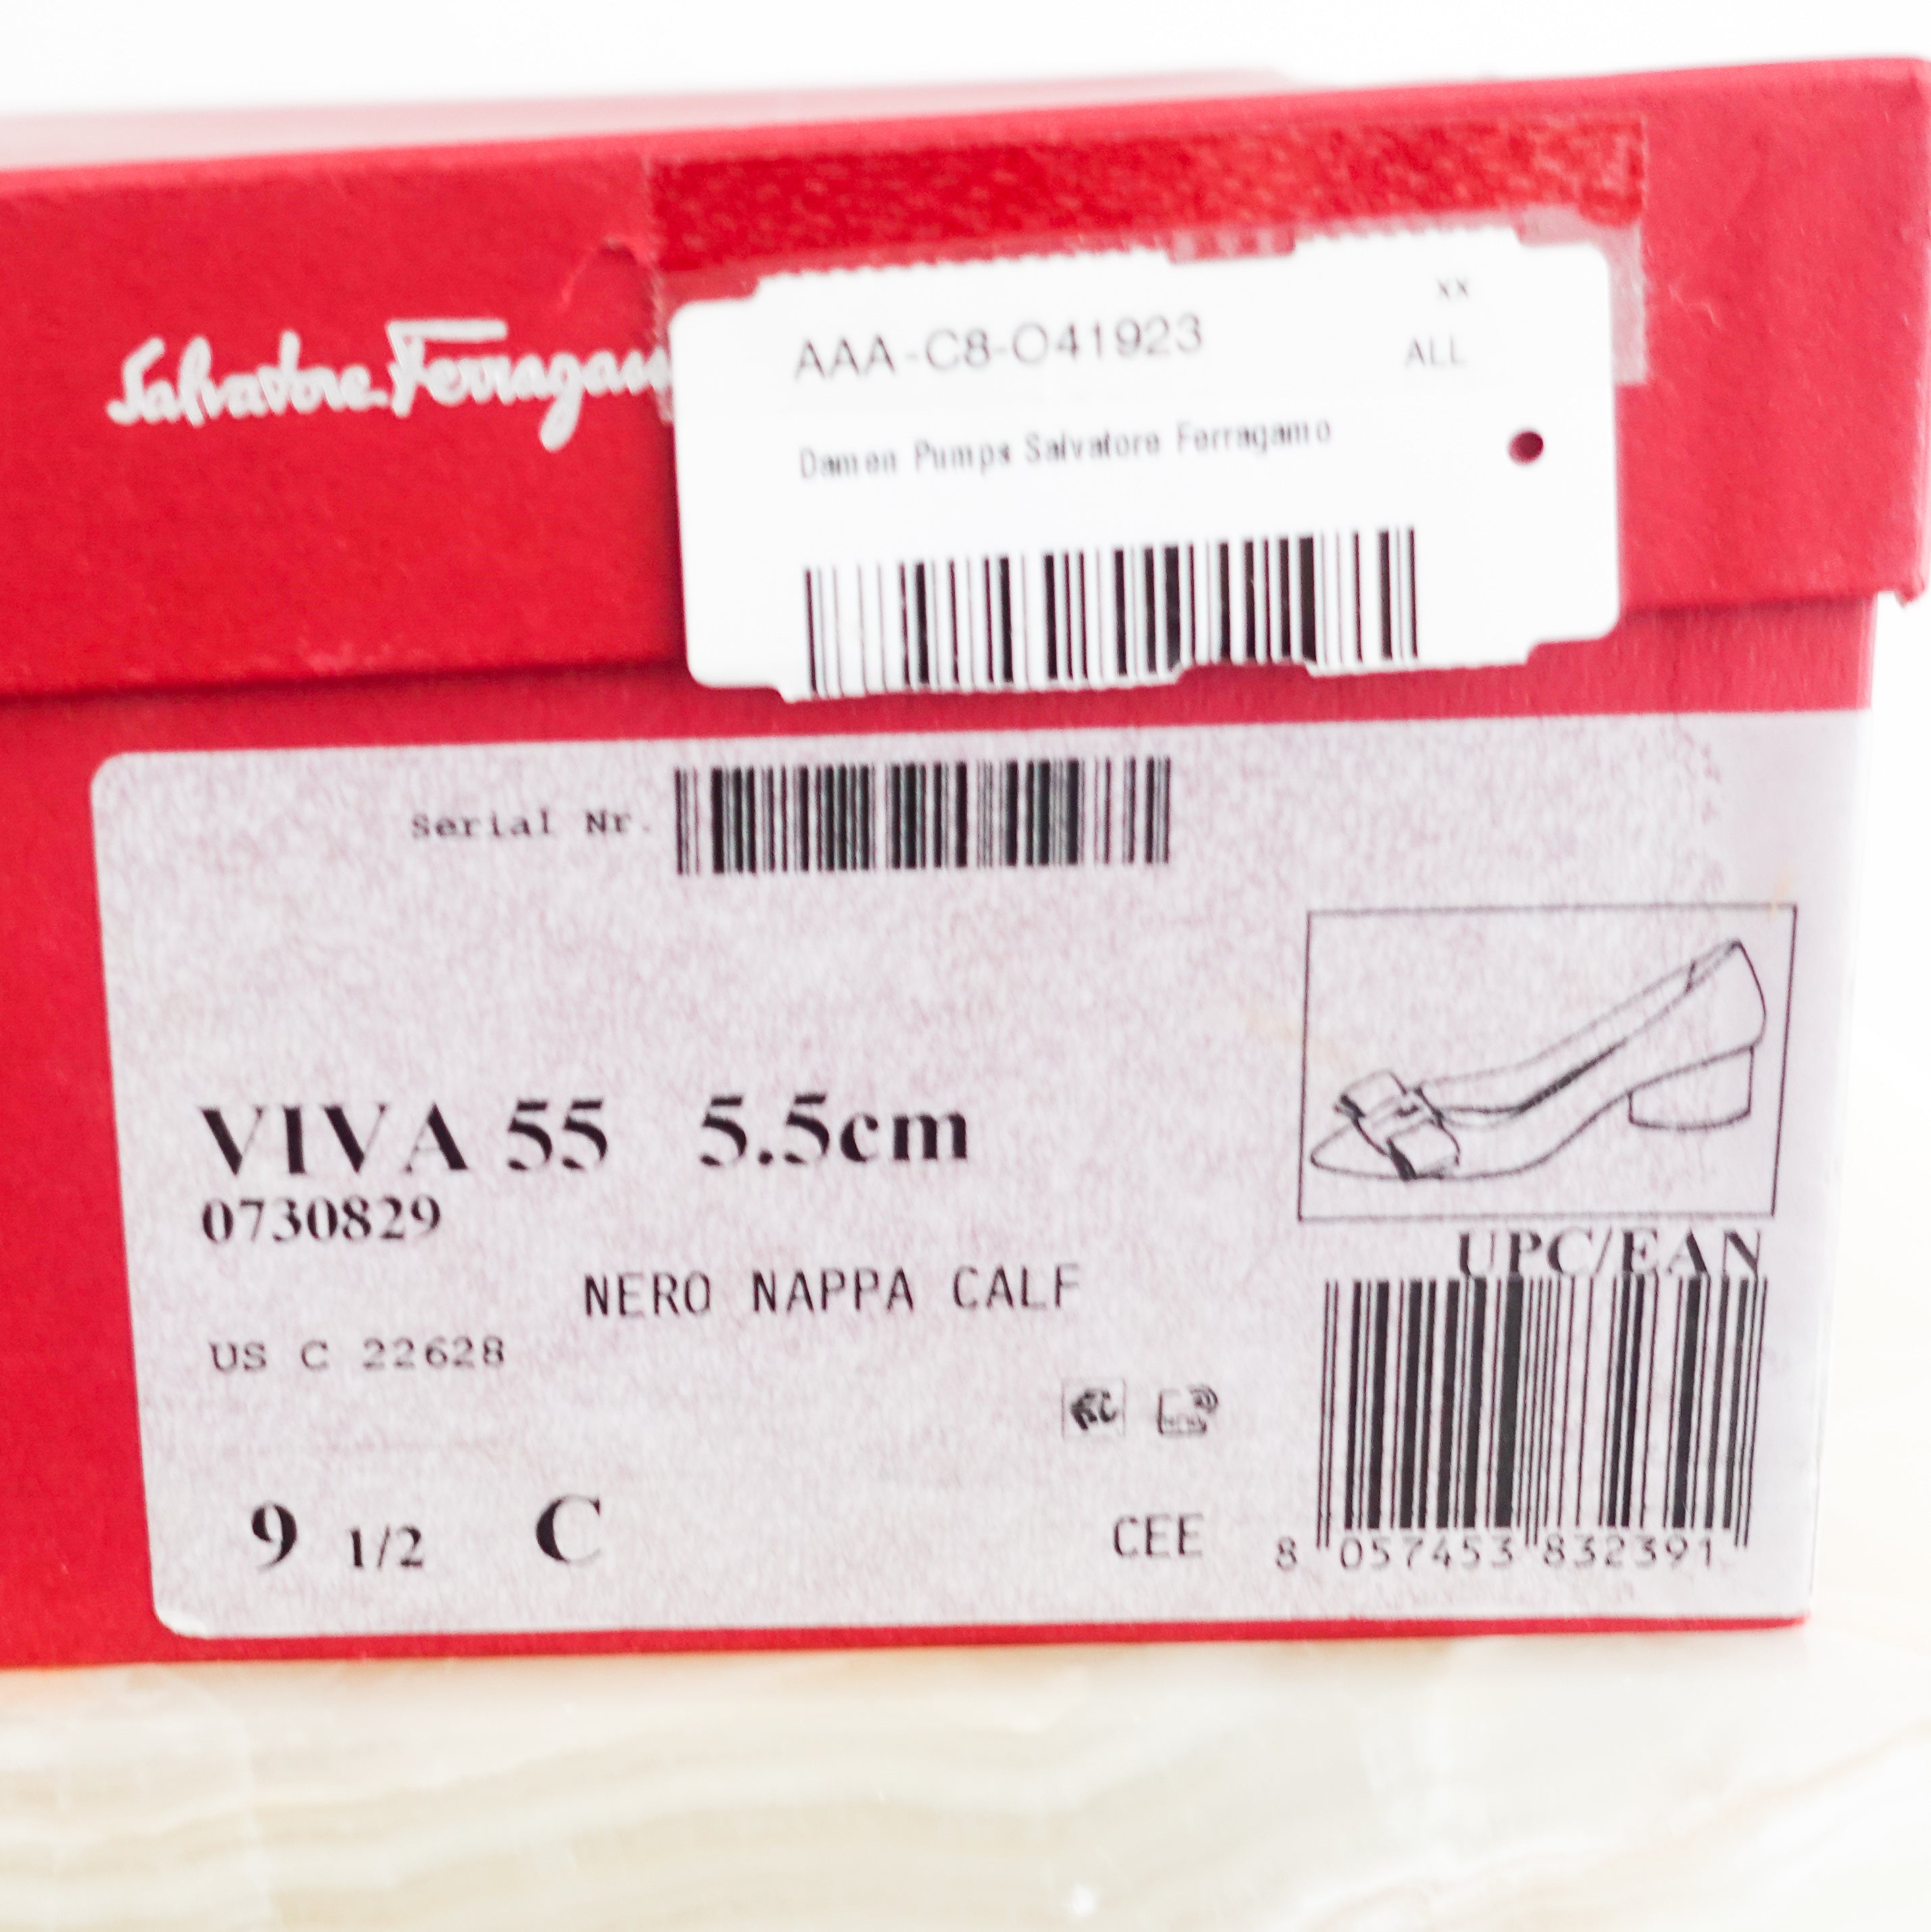 Salvatore Ferragamo
XX
AAA-C8-O41923
ALL
Damen Pumps Salvatore Ferragamo
Serial Nr.
VIVA 55 5.5cm
0730829
NERO NAPPA CALF
US C 22628
UPC/EAN
9 1/2 C
CEE
8 057453 832391